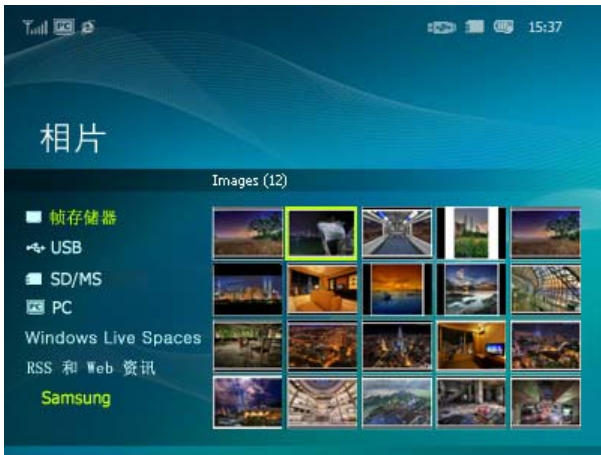 PC 15:37
相片
Images (12)
帧存储器
USB
SD/MS
PC
Windows Live Spaces
RSS 和 Web 资讯
Samsung